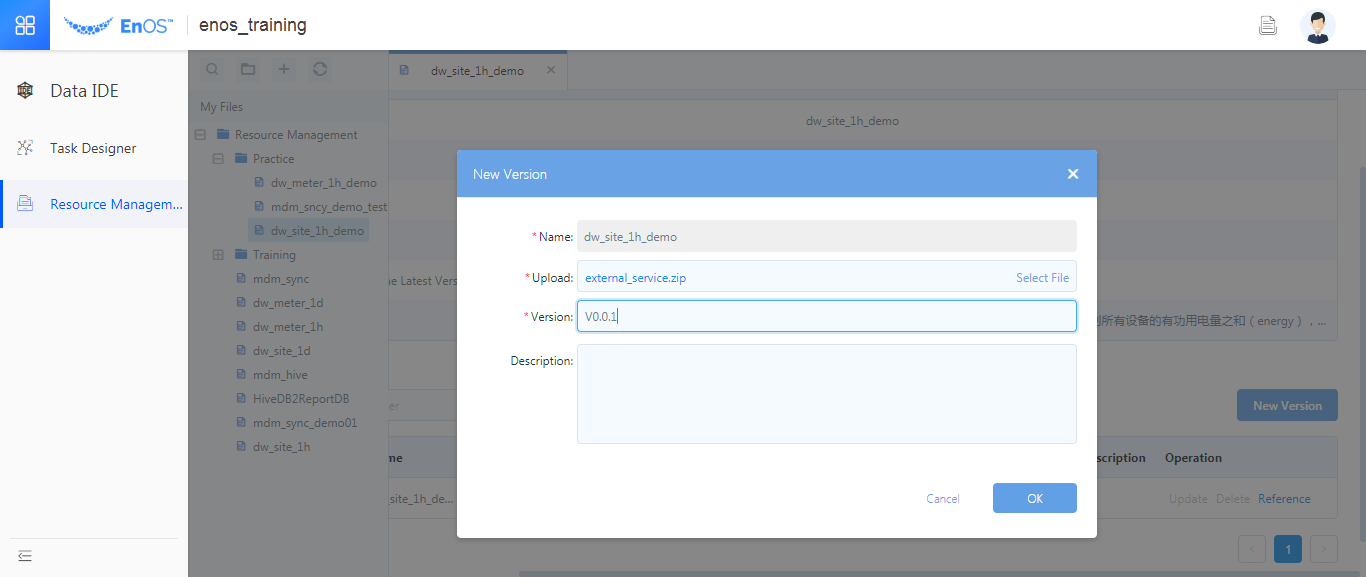 EnOS™
enos_training
Data IDE
Task Designer
Resource Managem...
My Files
Resource Management
Practice
dw_meter_1h_demo
mdm_sncy_demo_test
dw_site_1h_demo
Training
mdm_sync
dw_meter_1d
dw_meter_1h
dw_site_1d
mdm_hive
HiveDB2ReportDB
mdm_sync_demo01
dw_site_1h
dw_site_1h_demo
dw_site_1h_demo
New Version
*Name: dw_site_1h_demo
*Upload: external_service.zip Select File
*Version: V0.0.1
Description:
Cancel OK
e Latest Vers
所有设备的有功用电量之和（energy），...
er
New Version
me
scription Operation
site_1h_de...
Update Delete Reference
< 1 >